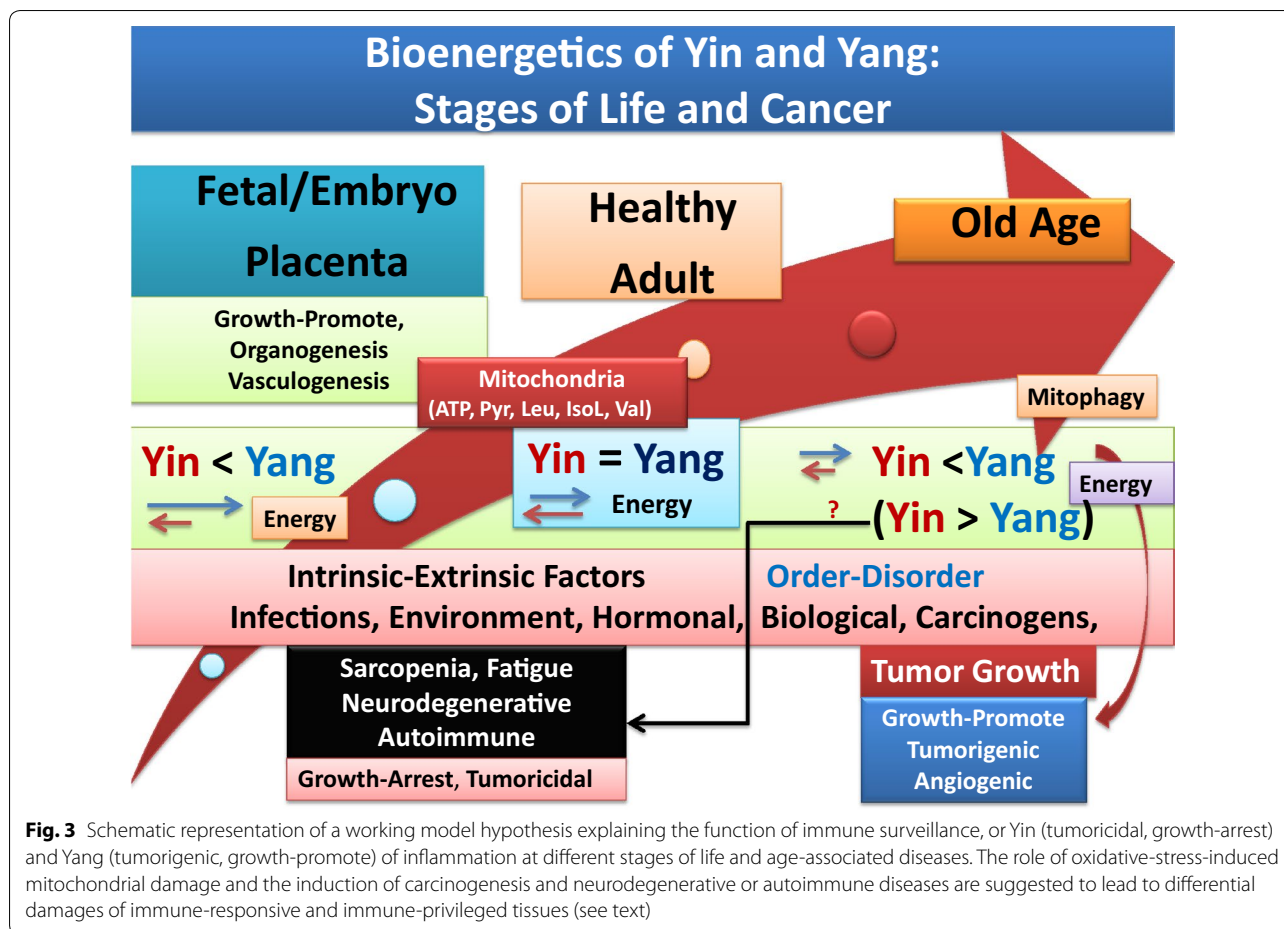 Bioenergetics of Yin and Yang:
Stages of Life and Cancer
Fetal/Embryo
Placenta
Healthy
Adult
Old Age
Growth-Promote,
Organogenesis
Vasculogenesis
Mitochondria
(ATP, Pyr, Leu, IsoL, Val)
Mitophagy
Yin < Yang
Energy
Yin = Yang
Energy
Yin <Yang
Energy
?
(Yin > Yang)
Intrinsic-Extrinsic Factors
Order-Disorder
Infections, Environment, Hormonal, Biological, Carcinogens,
Sarcopenia, Fatigue
Neurodegenerative
Autoimmune
Growth-Arrest, Tumoricidal
Tumor Growth
Growth-Promote
Tumorigenic
Angiogenic
Fig. 3 Schematic representation of a working model hypothesis explaining the function of immune surveillance, or Yin (tumoricidal, growth-arrest)
and Yang (tumorigenic, growth-promote) of inflammation at different stages of life and age-associated diseases. The role of oxidative-stress-induced
mitochondrial damage and the induction of carcinogenesis and neurodegenerative or autoimmune diseases are suggested to lead to differential
damages of immune-responsive and immune-privileged tissues (see text)